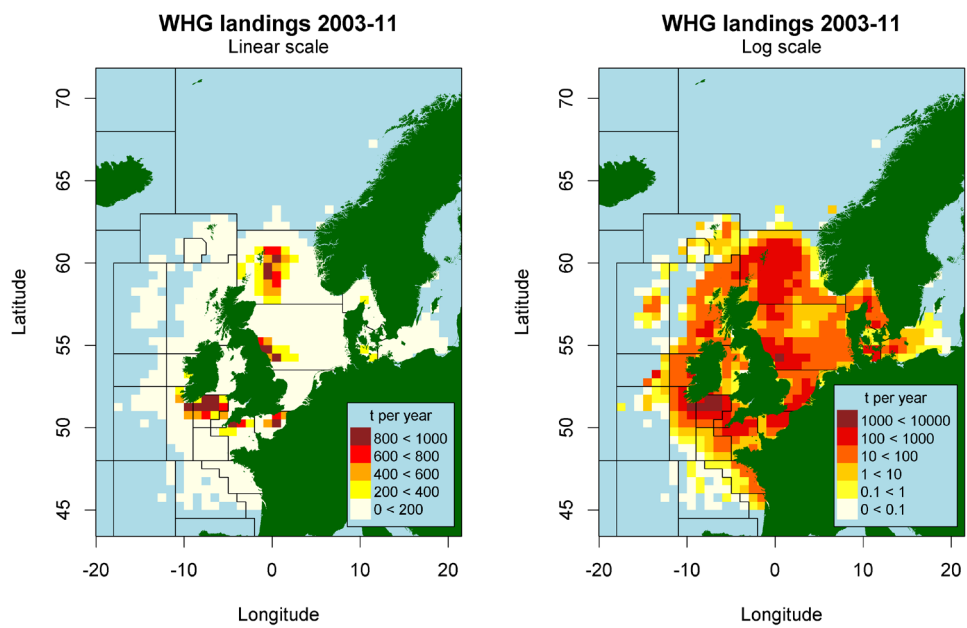 WHG landings 2003-11
Linear scale
Latitude
70
65
60
55
50
45
t per year
800 < 1000
600 < 800
400 < 600
200 < 400
0 < 200
-20 -10 0 10 20
Longitude
WHG landings 2003-11
Log scale
Latitude
70
65
60
55
50
45
t per year
1000 < 10000
100 < 1000
10 < 100
1 < 10
0.1 < 1
0 < 0.1
-20 -10 0 10 20
Longitude